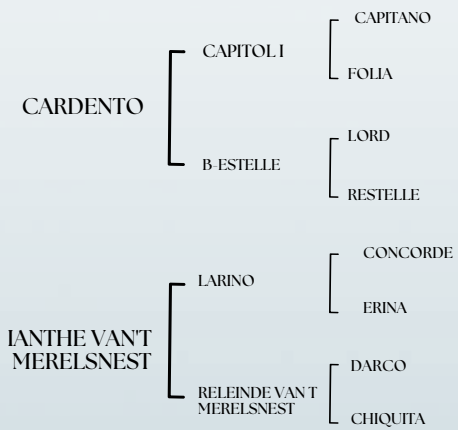 CAPITANO
CAPITOL I
FOLIA
CARDENTO
LORD
B-ESTELLE
RESTELLE
CONCORDE
LARINO
ERINA
IANTHE VAN'T
MERELSNEST
DARCO
RELEINDE VAN T
MERELSNEST
CHIQUITA